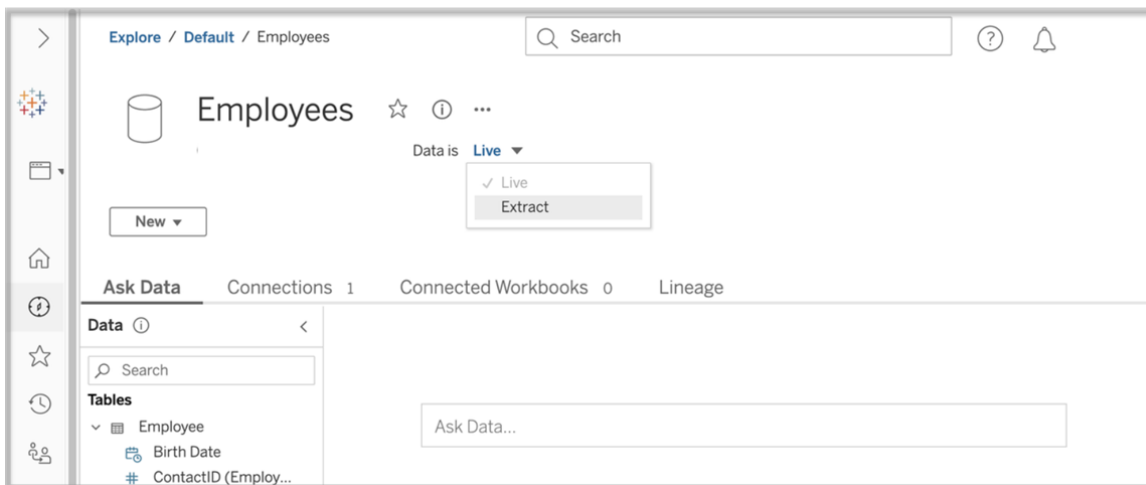 Explore / Default / Employees
Search
Employees
Data is Live
Live
Extract
New
Ask Data Connections 1 Connected Workbooks 0 Lineage
Data
Search
Tables
Employee
Birth Date
ContactID (Employ...
Ask Data...